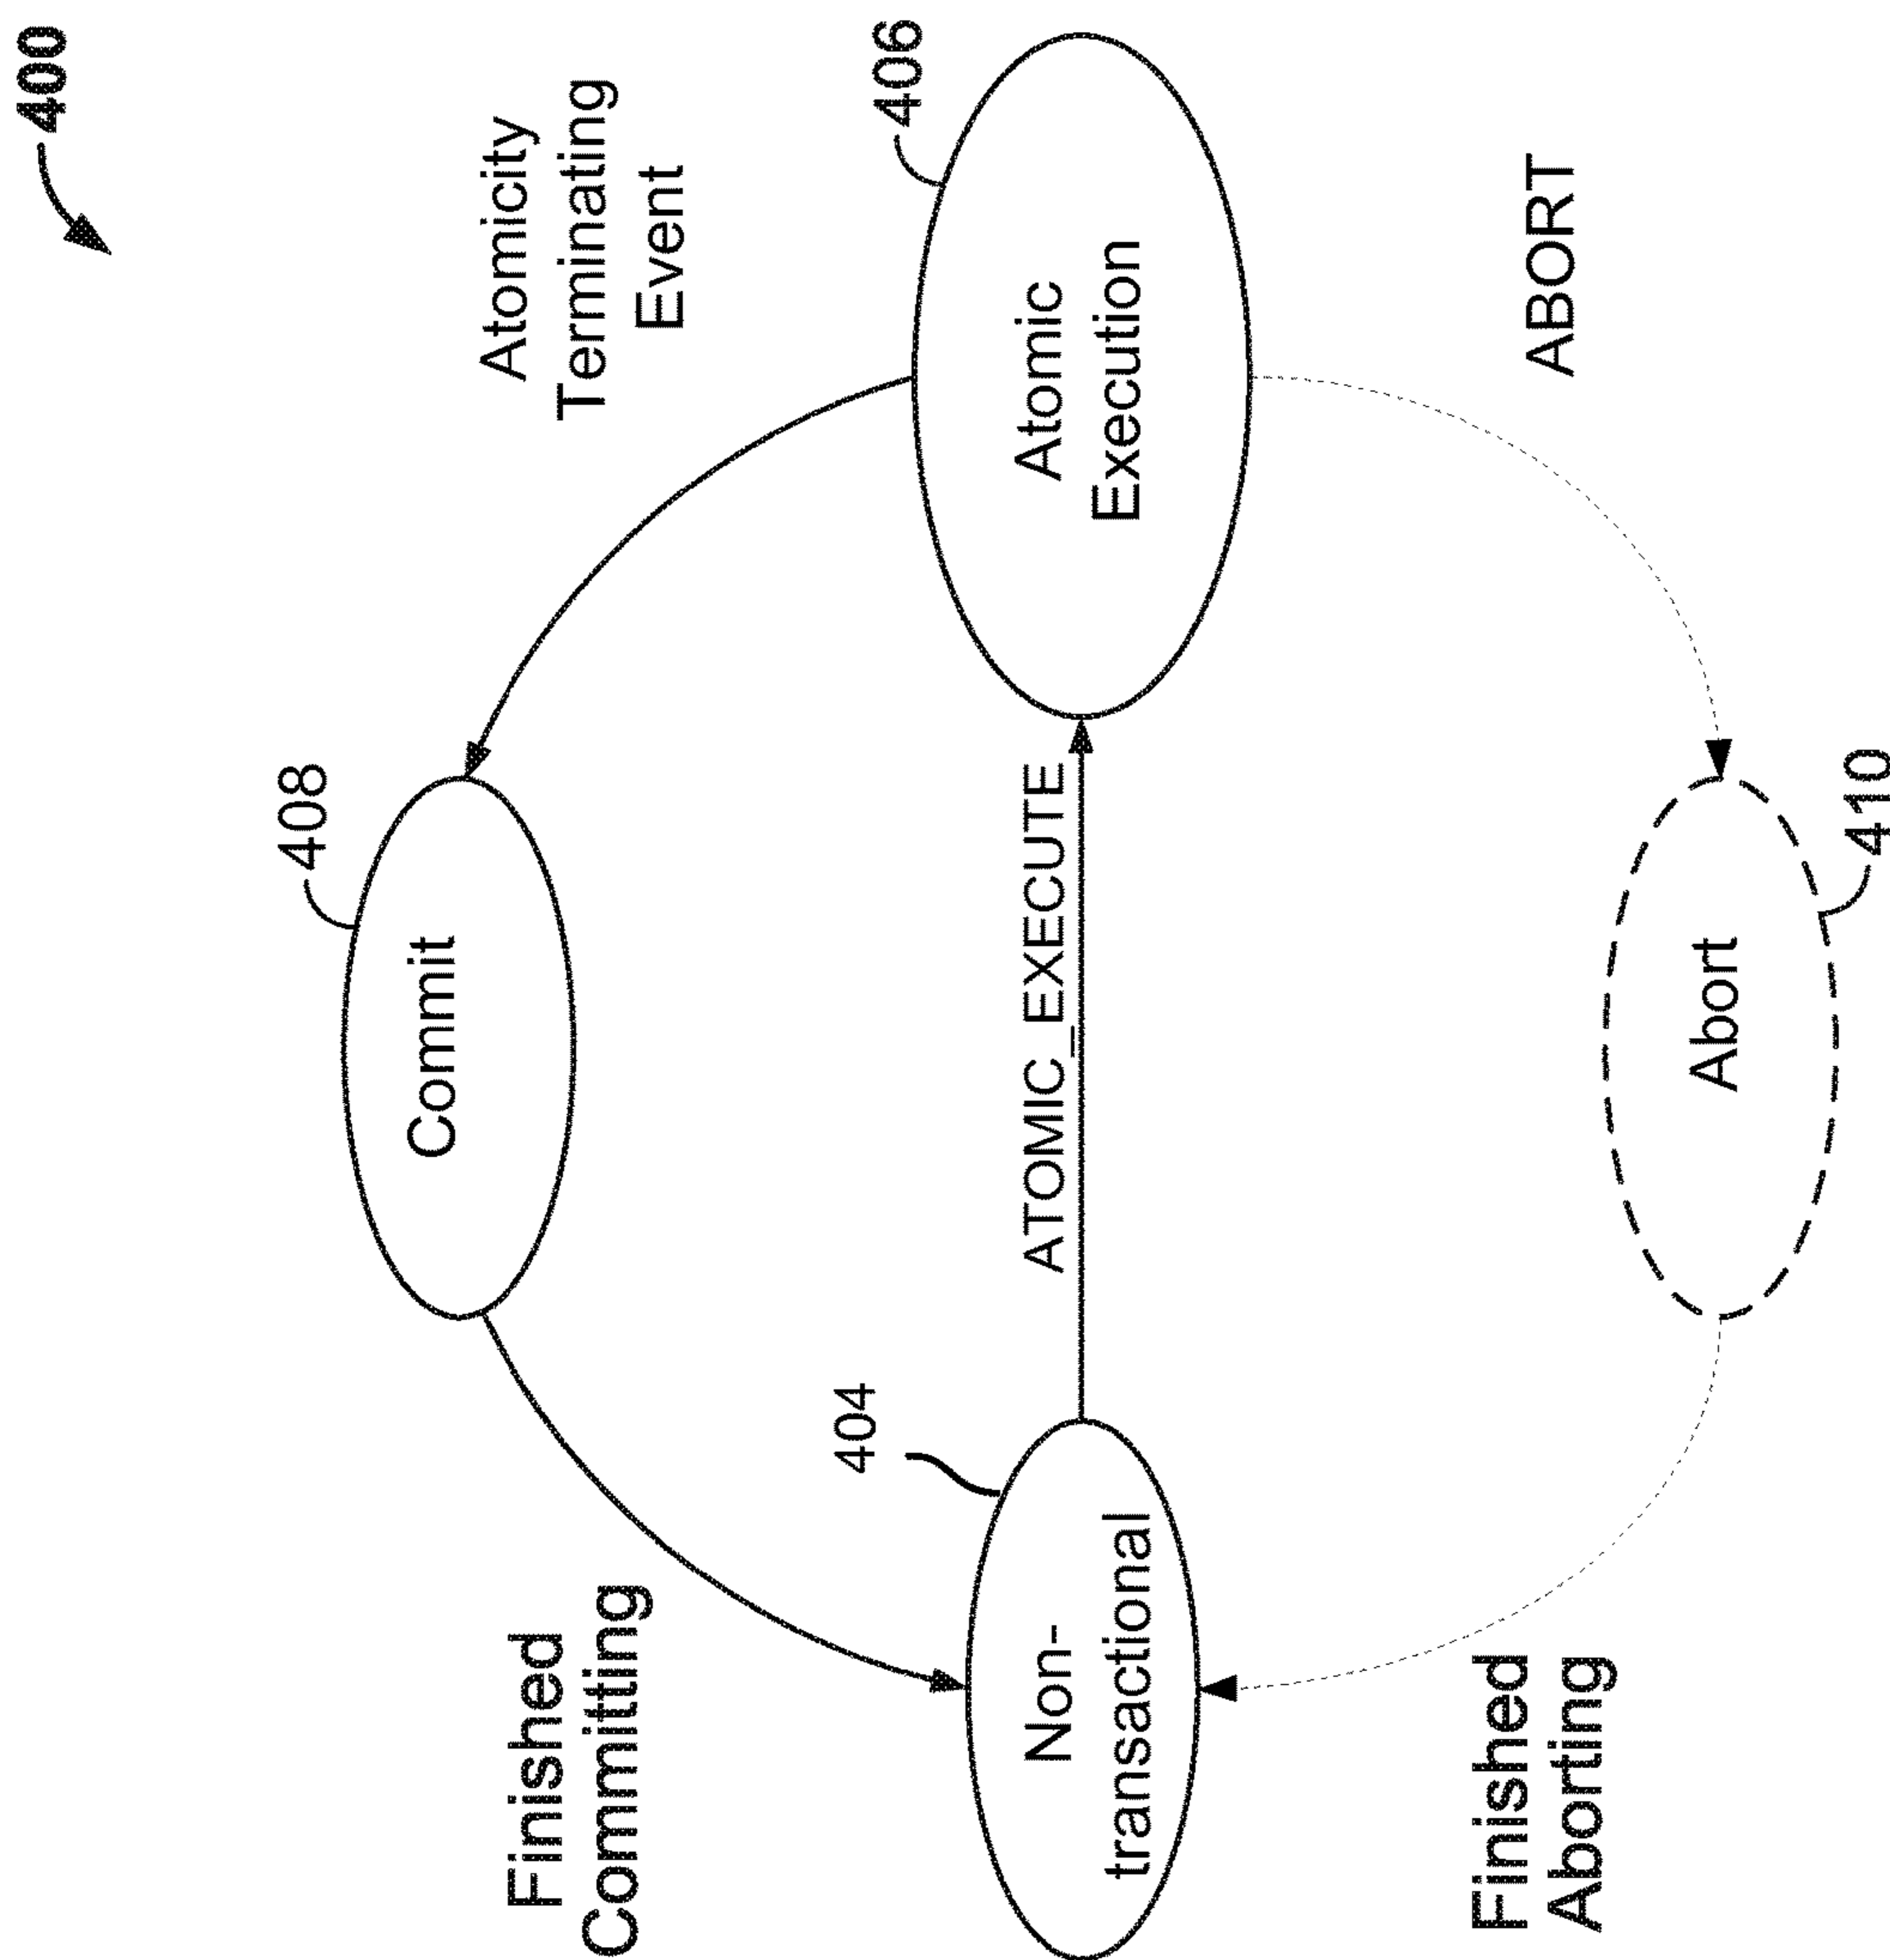 400
Finished
Committing
408
Commit
Atomicity
Terminating
Event
404
Non-
transactional
ATOMIC_EXECUTE
406
Atomic
Execution
Finished
Aborting
Abort
410
ABORT